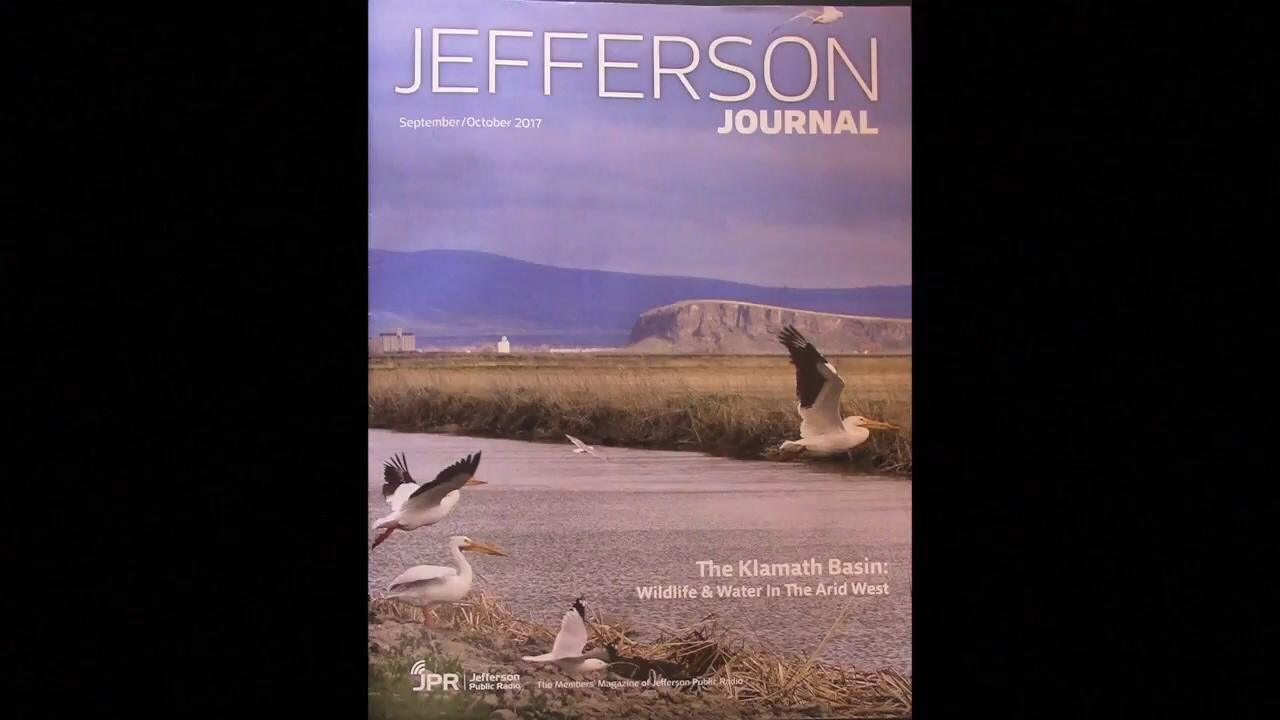 JEFFERSON
JOURNAL
September/October 2017
The Klamath Basin:
Wildlife & Water In The Arid West
JPR
Jefferson
Public Radio
The Members' Magazine of Jefferson Public Radio